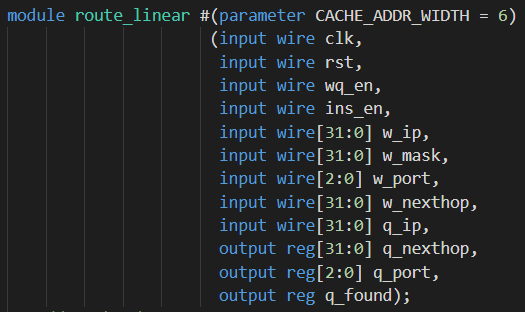 module route_linear #(parameter CACHE_ADDR_WIDTH = 6)
(input wire clk,
input wire rst,
input wire wq_en,
input wire ins_en,
input wire[31:0] w_ip,
input wire[31:0] w_mask,
input wire[2:0] w_port,
input wire[31:0] w_nexthop,
input wire[31:0] q_ip,
output reg[31:0] q_nexthop,
output reg[2:0] q_port,
output reg q_found);